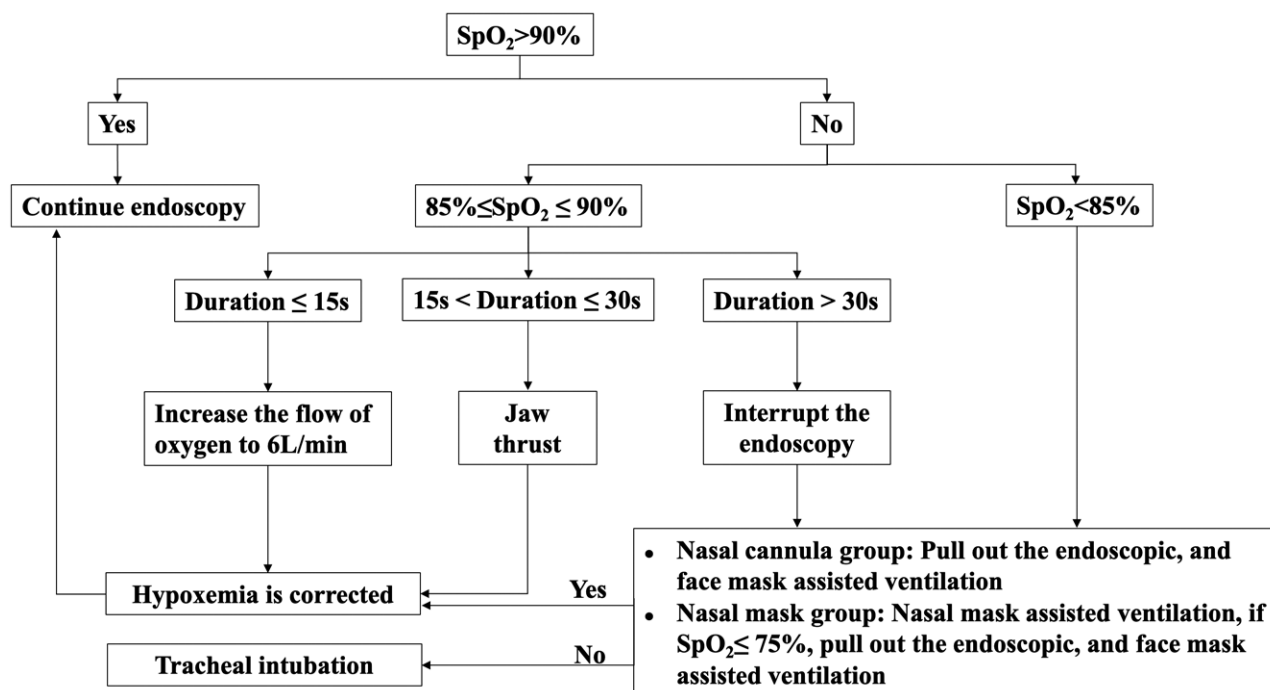 SpO₂>90%
Yes
No
Continue endoscopy
85%≤SpO₂ ≤ 90%
SpO₂<85%
Duration ≤ 15s
15s < Duration ≤ 30s
Duration > 30s
Increase the flow of
oxygen to 6L/min
Jaw
thrust
Interrupt the
endoscopy
• Nasal cannula group: Pull out the endoscopic, and
face mask assisted ventilation
• Nasal mask group: Nasal mask assisted ventilation, if
SpO₂≤ 75%, pull out the endoscopic, and face mask
assisted ventilation
Yes
Hypoxemia is corrected
No
Tracheal intubation